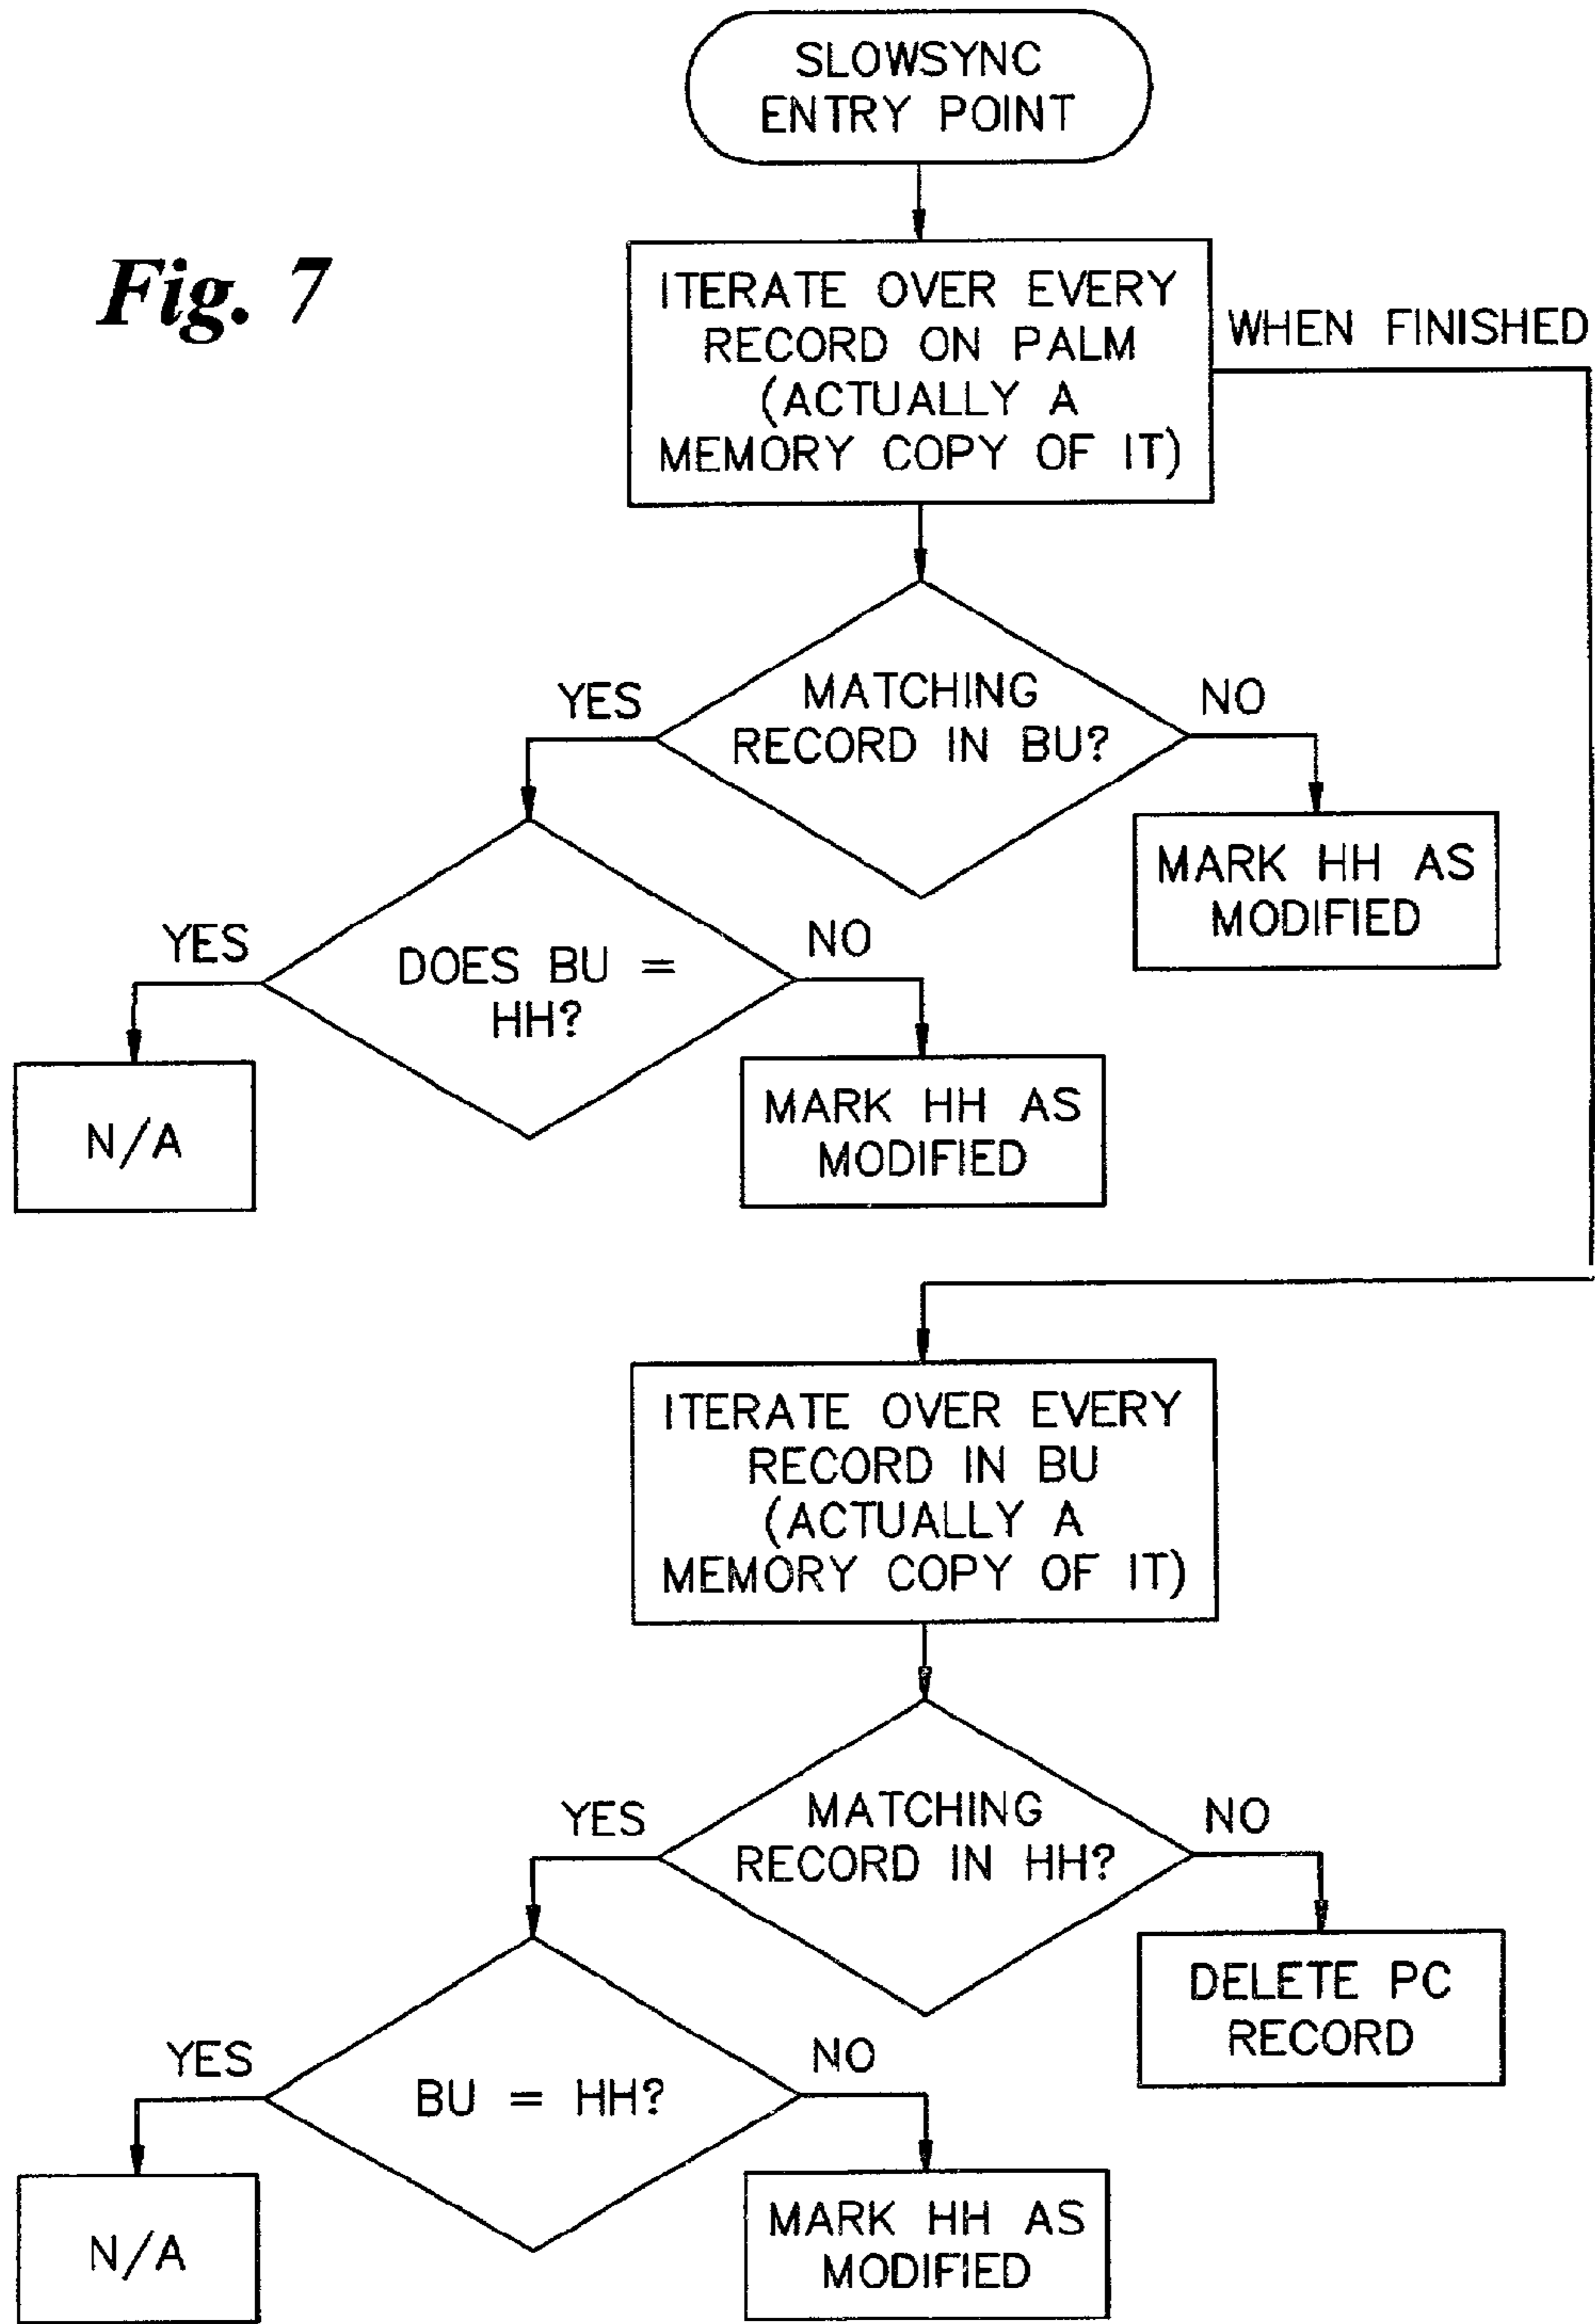 SLOWSYNC
ENTRY POINT
Fig. 7
ITERATE OVER EVERY
RECORD ON PALM
(ACTUALLY A
MEMORY COPY OF IT)
WHEN FINISHED
MATCHING
RECORD IN BU?
YES
NO
MARK HH AS
MODIFIED
DOES BU =
HH?
YES
NO
N/A
MARK HH AS
MODIFIED
ITERATE OVER EVERY
RECORD IN BU
(ACTUALLY A
MEMORY COPY OF IT)
MATCHING
RECORD IN HH?
YES
NO
DELETE PC
RECORD
BU = HH?
YES
NO
N/A
MARK HH AS
MODIFIED